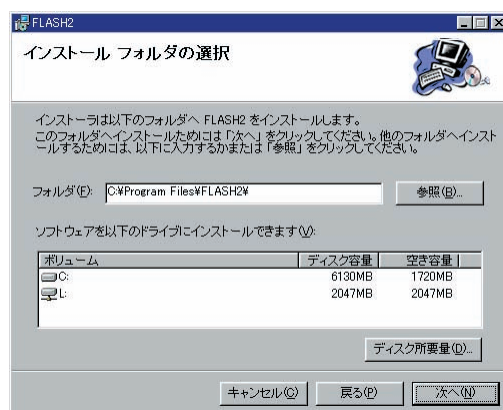 FLASH2
インストール フォルダの選択
インストーラは以下のフォルダへ FLASH2 をインストールします。
このフォルダへインストールためには「次へ」をクリックしてください。他のフォルダへインスト
ールするためには、以下に入力するかまたは「参照」をクリックしてください。
フォルダ(F): C:¥Program Files¥FLASH2¥ 参照(B)...
ソフトウェアを以下のドライブにインストールできます(V):
ボリューム ディスク容量 空き容量
C: 6130MB 1720MB
L: 2047MB 2047MB
ディスク所要量(D)...
キャンセル(C) 戻る(P) 次へ(N)